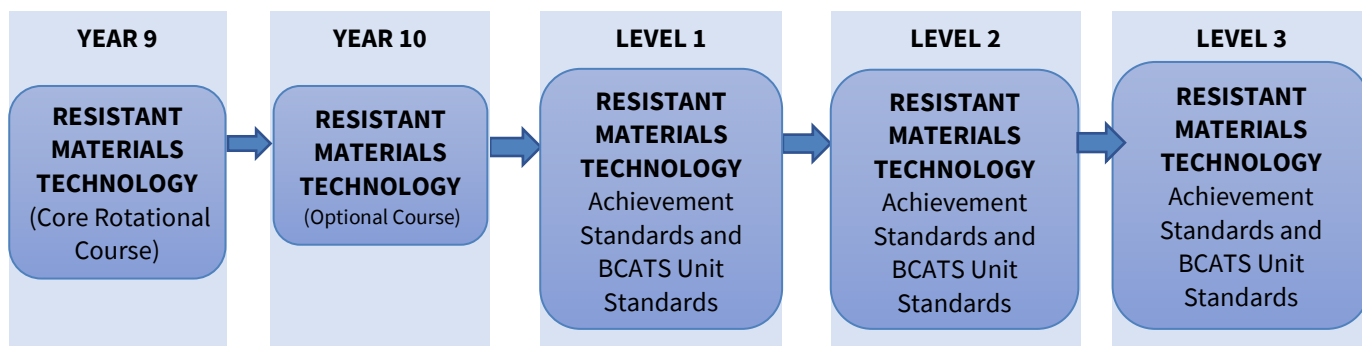 YEAR 9
RESISTANT
MATERIALS
TECHNOLOGY
(Core Rotational
Course)
YEAR 10
RESISTANT
MATERIALS
TECHNOLOGY
(Optional Course)
LEVEL 1
RESISTANT
MATERIALS
TECHNOLOGY
Achievement
Standards and
BCATS Unit
Standards
LEVEL 2
RESISTANT
MATERIALS
TECHNOLOGY
Achievement
Standards and
BCATS Unit
Standards
LEVEL 3
RESISTANT
MATERIALS
TECHNOLOGY
Achievement
Standards and
BCATS Unit
Standards